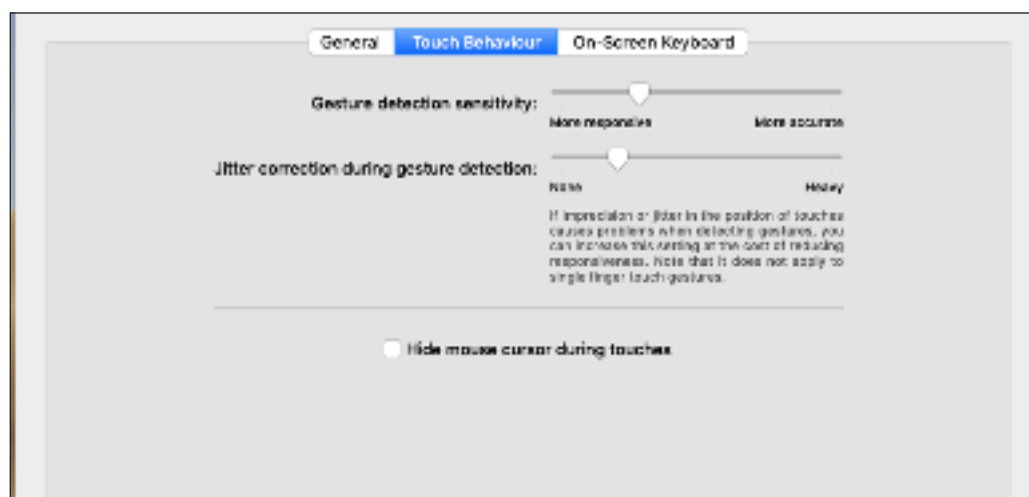 General Touch Behaviour On-Screen Keyboard
Gesture detection sensitivity:
More responsive More accurate
Jitter correction during gesture detection:
None Heavy
If imprecision or jitter in the position of touches
causes problems when detecting gestures, you
can increase this setting at the cost of reducing
responsiveness. Note that it does not apply to
single finger touch gestures.
Hide mouse cursor during touches